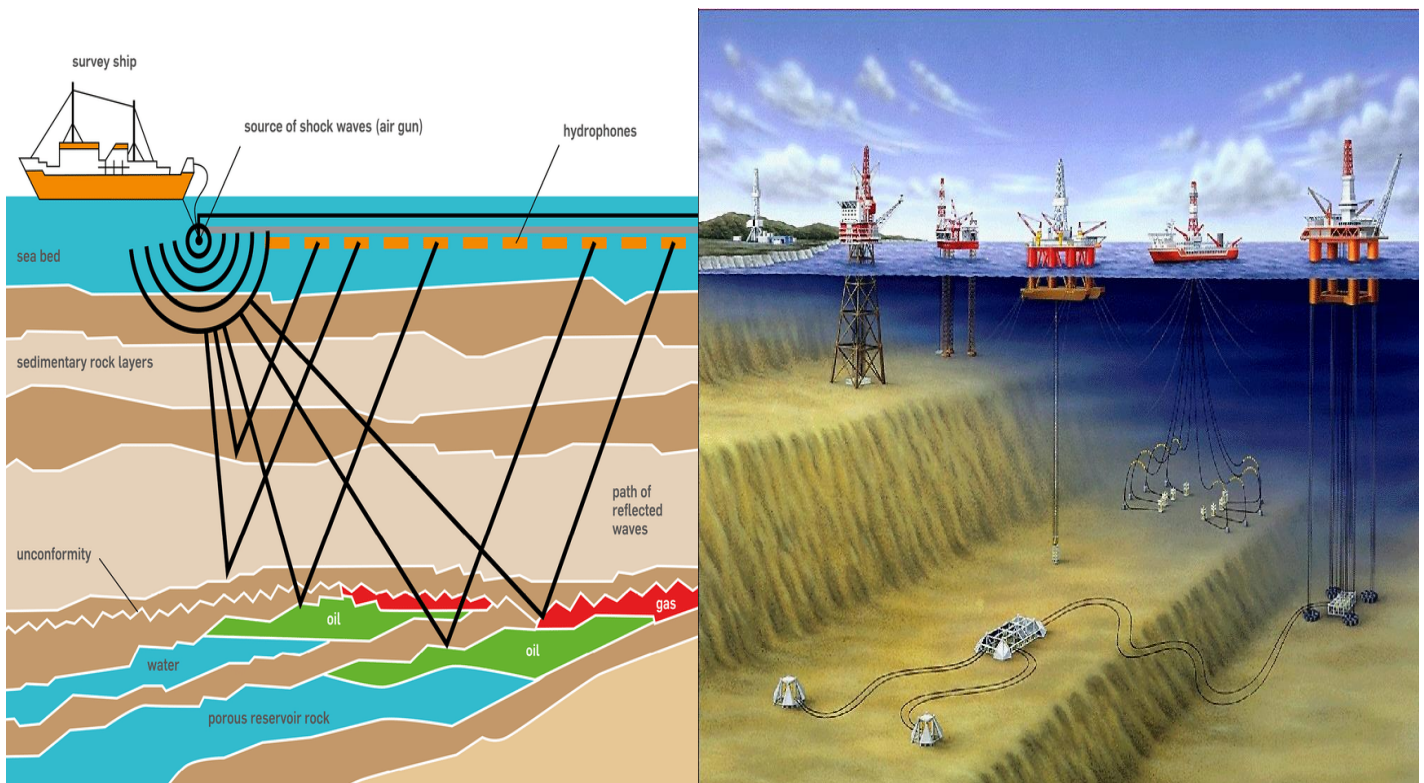 survey ship
source of shock waves (air gun)
hydrophones
sea bed
sedimentary rock layers
path of
reflected
waves
unconformity
gas
oil
oil
water
porous reservoir rock